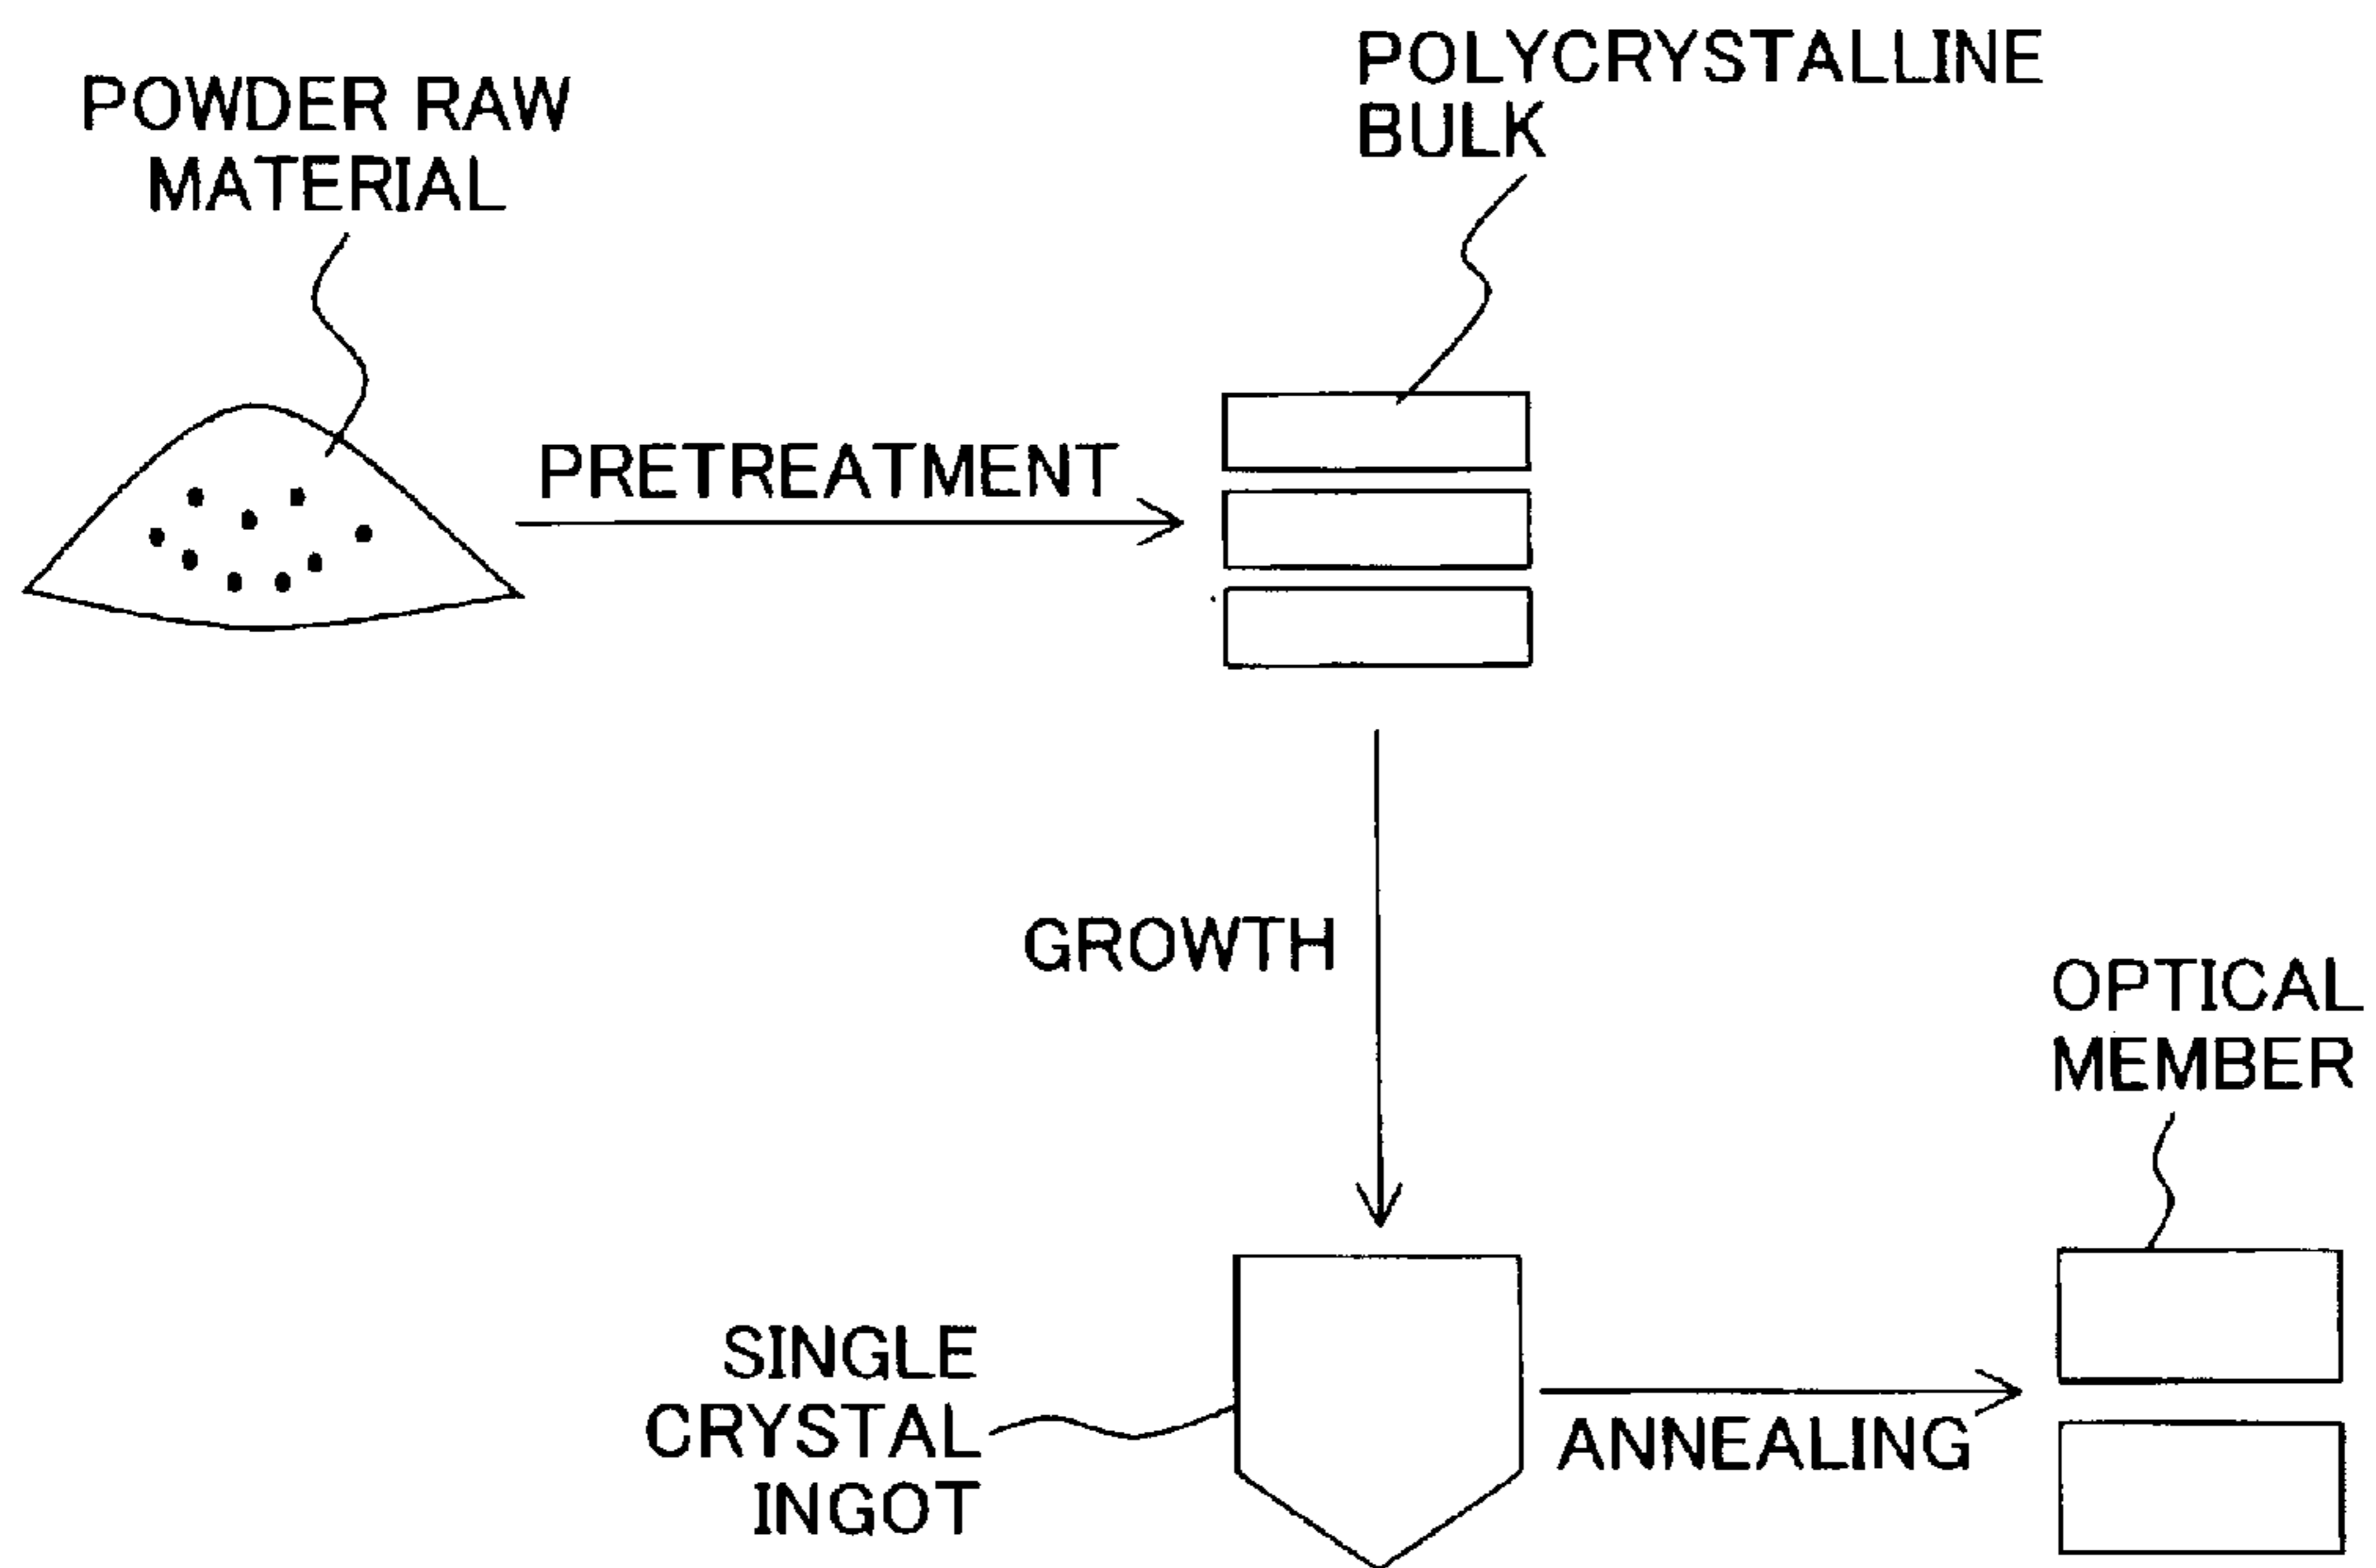 POWDER RAW
MATERIAL
POLYCRYSTALLINE
BULK
PRETREATMENT
GROWTH
OPTICAL
MEMBER
SINGLE
CRYSTAL
INGOT
ANNEALING